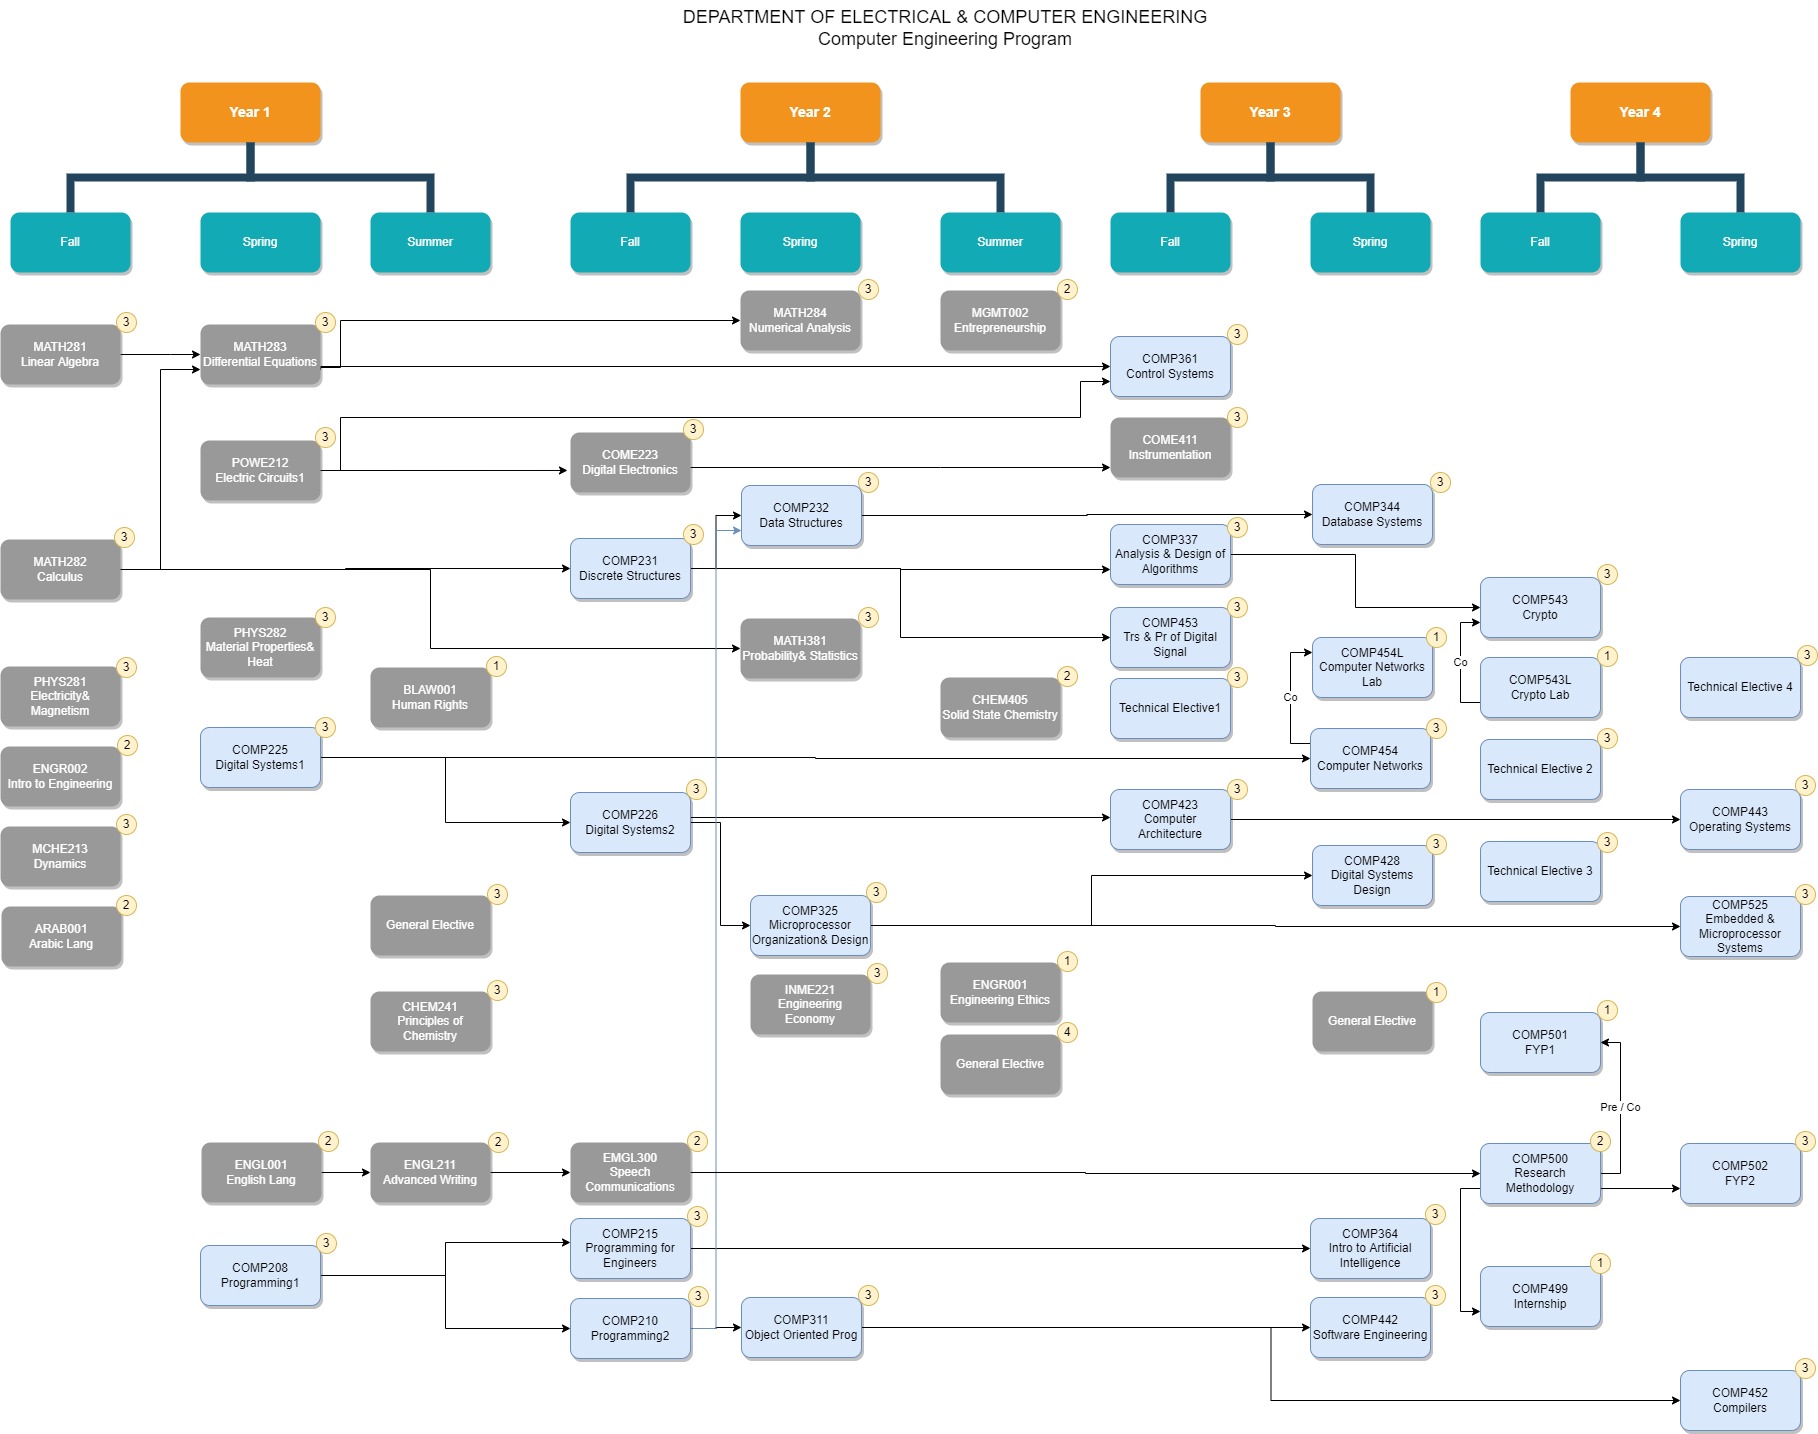 DEPARTMENT OF ELECTRICAL & COMPUTER ENGINEERING
Computer Engineering Program
Year 1
Year 2
Year 3
Year 4
Fall
Spring
Summer
Fall
Spring
Summer
Fall
Spring
Fall
Spring
3
MATH281
Linear Algebra
3
MATH282
Calculus
3
PHYS281
Electricity&
Magnetism
2
ENGR002
Intro to Engineering
3
MCHE213
Dynamics
2
ARAB001
Arabic Lang
3
MATH283
Differential Equations
3
POWE212
Electric Circuits1
3
PHYS282
Material Properties&
Heat
3
COMP225
Digital Systems1
2
ENGL001
English Lang
3
COMP208
Programming1
1
BLAW001
Human Rights
3
General Elective
3
CHEM241
Principles of
Chemistry
2
ENGL211
Advanced Writing
3
COME223
Digital Electronics
3
COMP231
Discrete Structures
3
COMP226
Digital Systems2
2
EMGL300
Speech
Communications
3
COMP215
Programming for
Engineers
3
COMP210
Programming2
3
MATH284
Numerical Analysis
3
COMP232
Data Structures
3
MATH381
Probability& Statistics
3
COMP325
Microprocessor
Organization& Design
3
INME221
Engineering
Economy
3
COMP311
Object Oriented Prog
2
MGMT002
Entrepreneurship
2
CHEM405
Solid State Chemistry
1
ENGR001
Engineering Ethics
4
General Elective
3
COMP361
Control Systems
3
COME411
Instrumentation
3
COMP337
Analysis & Design of
Algorithms
3
COMP453
Trs & Pr of Digital
Signal
3
Technical Elective1
3
COMP423
Computer
Architecture
3
COMP344
Database Systems
1
COMP454L
Computer Networks
Lab
Co
3
COMP454
Computer Networks
3
COMP428
Digital Systems
Design
1
General Elective
3
COMP364
Intro to Artificial
Intelligence
3
COMP442
Software Engineering
3
COMP543
Crypto
Co
1
COMP543L
Crypto Lab
3
Technical Elective 2
3
Technical Elective 3
1
COMP501
FYP1
Pre / Co
2
COMP500
Research
Methodology
1
COMP499
Internship
3
Technical Elective 4
3
COMP443
Operating Systems
3
COMP525
Embedded &
Microprocessor
Systems
3
COMP502
FYP2
3
COMP452
Compilers